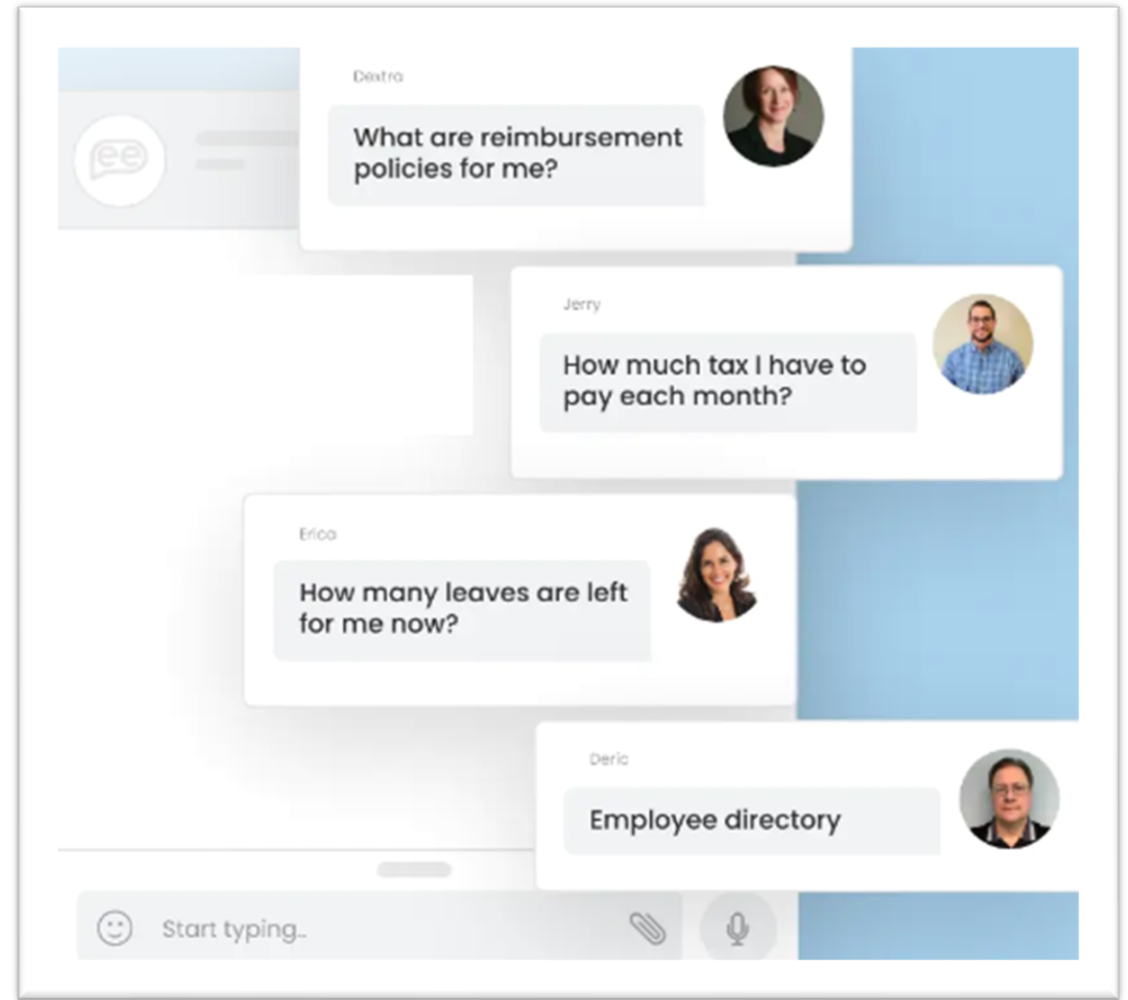 Dextra
What are reimbursement
policies for me?
ee
Jerry
How much tax I have to
pay each month?
Erica
How many leaves are left
for me now?
Deric
Employee directory
Start typing..